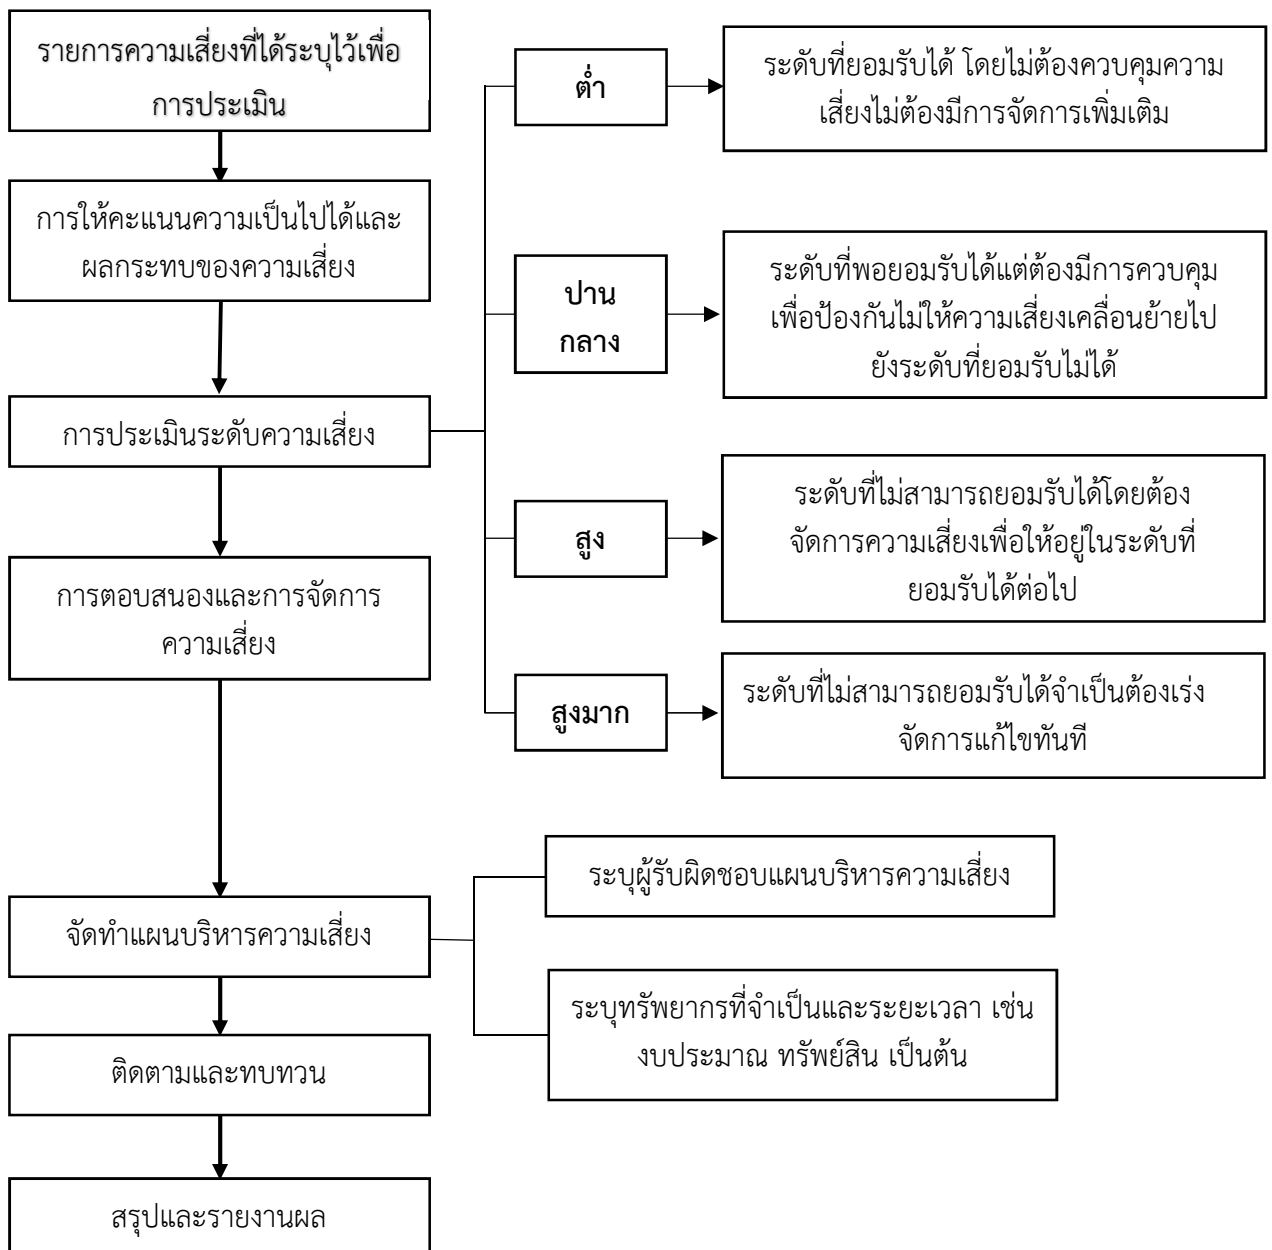 รายการความเสี่ยงที่ได้ระบุไว้เพื่อ
การประเมิน
การให้คะแนนความเป็นไปได้และ
ผลกระทบของความเสี่ยง
การประเมินระดับความเสี่ยง
ต่ำ
ระดับที่ยอมรับได้ โดยไม่ต้องควบคุมความ
เสี่ยงไม่ต้องมีการจัดการเพิ่มเติม
ปาน
กลาง
ระดับที่พอยอมรับได้แต่ต้องมีการควบคุม
เพื่อป้องกันไม่ให้ความเสี่ยงเคลื่อนย้ายไป
ยังระดับที่ยอมรับไม่ได้
สูง
ระดับที่ไม่สามารถยอมรับได้โดยต้อง
จัดการความเสี่ยงเพื่อให้อยู่ในระดับที่
ยอมรับได้ต่อไป
สูงมาก
ระดับที่ไม่สามารถยอมรับได้จำเป็นต้องเร่ง
จัดการแก้ไขทันที
การตอบสนองและการจัดการ
ความเสี่ยง
จัดทำแผนบริหารความเสี่ยง
ระบุผู้รับผิดชอบแผนบริหารความเสี่ยง
ระบุทรัพยากรที่จำเป็นและระยะเวลา เช่น
งบประมาณ ทรัพย์สิน เป็นต้น
ติดตามและทบทวน
สรุปและรายงานผล